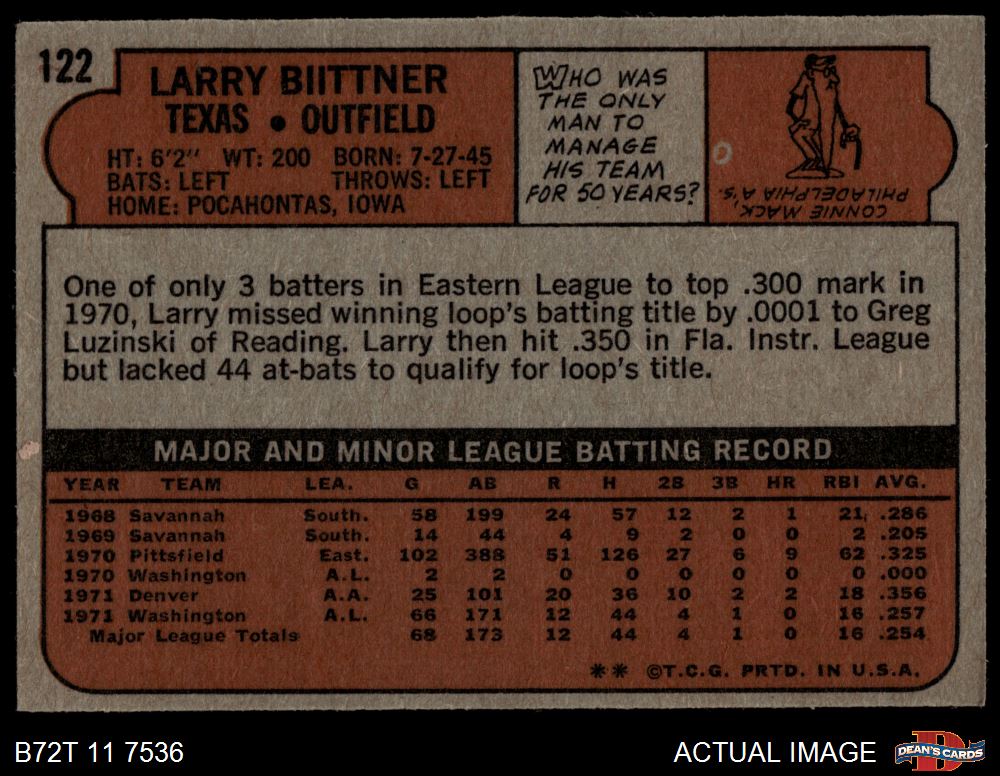 122
LARRY BIITTNER
TEXAS • OUTFIELD
HT: 6'2" WT: 200 BORN: 7-27-45
BATS: LEFT THROWS: LEFT
HOME: POCAHONTAS, IOWA
WHO WAS
THE ONLY
MAN TO
MANAGE
HIS TEAM
FOR 50 YEARS?
CONNIE MACK
PHILADELPHIA A'S.
One of only 3 batters in Eastern League to top .300 mark in
1970, Larry missed winning loop's batting title by .0001 to Greg
Luzinski of Reading. Larry then hit .350 in Fla. Instr. League
but lacked 44 at-bats to qualify for loop's title.
MAJOR AND MINOR LEAGUE BATTING RECORD
YEAR TEAM LEA. G AB R H 2B 3B HR RBI AVG.
1968 Savannah South. 58 199 24 57 12 2 1 21 .286
1969 Savannah South. 14 44 4 9 2 0 0 2 .205
1970 Pittsfield East. 102 388 51 126 27 6 9 62 .325
1970 Washington A.L. 2 2 0 0 0 0 0 0 .000
1971 Denver A.A. 25 101 20 36 10 2 2 18 .356
1971 Washington A.L. 66 171 12 44 4 1 0 16 .257
Major League Totals 68 173 12 44 4 1 0 16 .254
** ©T.C.G. PRTD. IN U.S.A.
B72T 11 7536
ACTUAL IMAGE
DEAN'S CARDS